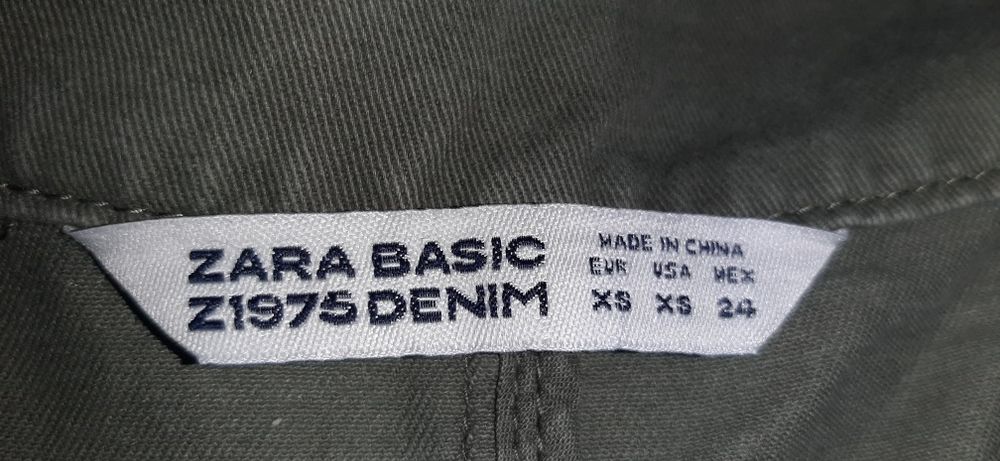 ZARA BASIC
Z1975 DENIM
MADE IN CHINA
EUR USA MEX
XS XS 24